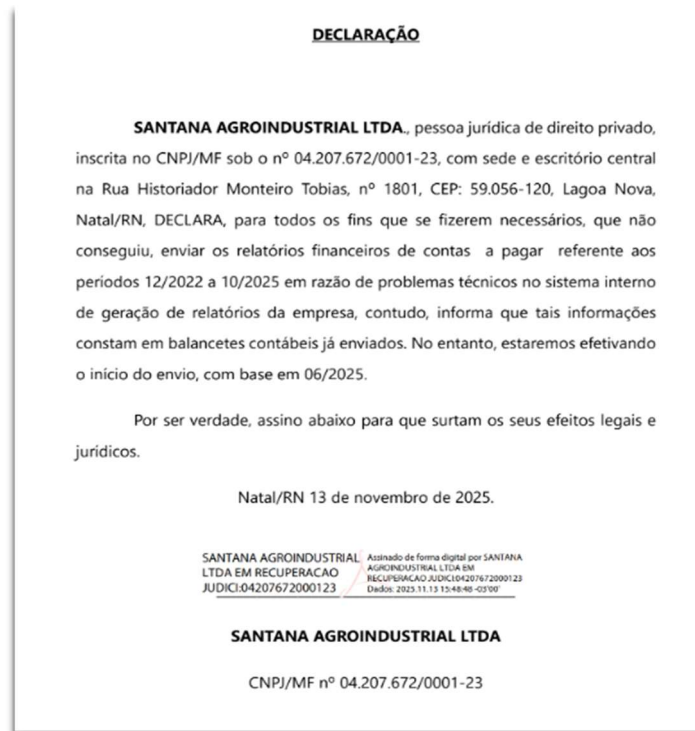 DECLARAÇÃO
SANTANA AGROINDUSTRIAL LTDA., pessoa jurídica de direito privado,
inscrita no CNPJ/MF sob o nº 04.207.672/0001-23, com sede e escritório central
na Rua Historiador Monteiro Tobias, nº 1801, CEP: 59.056-120, Lagoa Nova,
Natal/RN, DECLARA, para todos os fins que se fizerem necessários, que não
conseguiu, enviar os relatórios financeiros de contas a pagar referente aos
períodos 12/2022 a 10/2025 em razão de problemas técnicos no sistema interno
de geração de relatórios da empresa, contudo, informa que tais informações
constam em balancetes contábeis já enviados. No entanto, estaremos efetivando
o início do envio, com base em 06/2025.
Por ser verdade, assino abaixo para que surtam os seus efeitos legais e
jurídicos.
Natal/RN 13 de novembro de 2025.
SANTANA AGROINDUSTRIAL
LTDA EM RECUPERACAO
JUDICI:04207672000123
Assinado de forma digital por SANTANA
AGROINDUSTRIAL LTDA EM
RECUPERACAO JUDICI:04207672000123
Dados: 2025.11.13 15:48:48 -03'00'
SANTANA AGROINDUSTRIAL LTDA
CNPJ/MF nº 04.207.672/0001-23